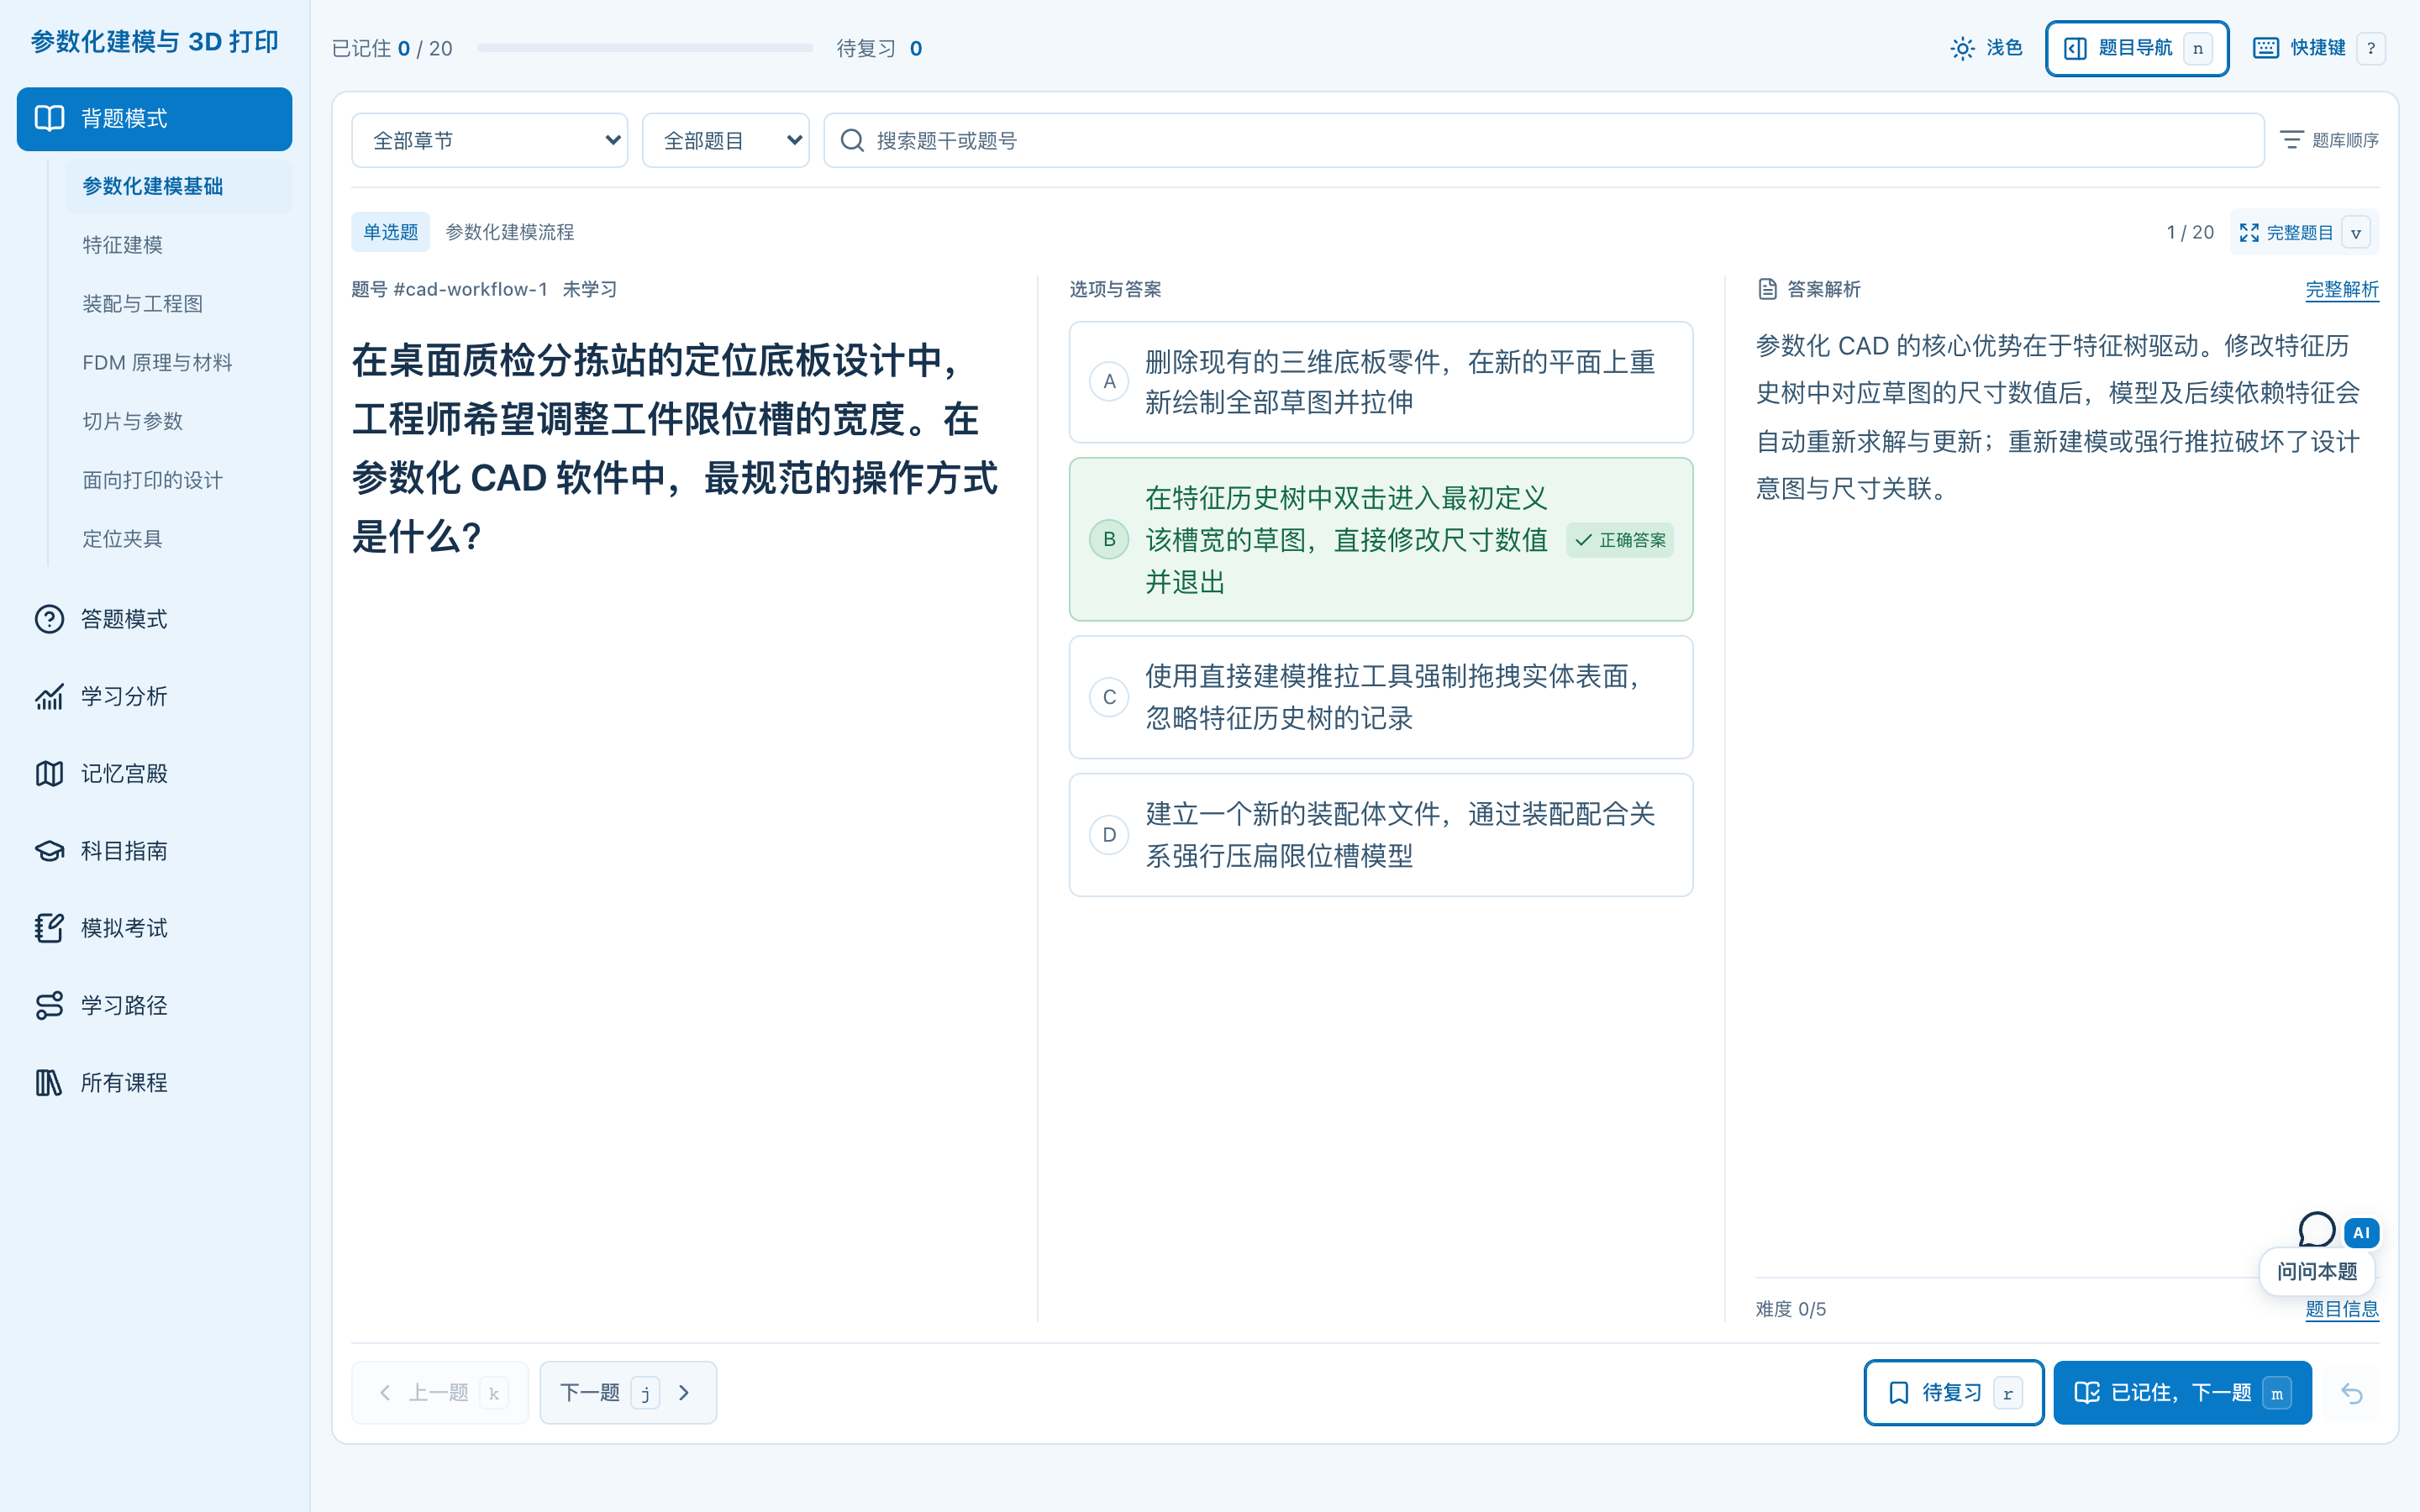 参数化建模与 3D 打印
背题模式
参数化建模基础
特征建模
装配与工程图
FDM 原理与材料
切片与参数
面向打印的设计
定位夹具
答题模式
学习分析
记忆宫殿
科目指南
模拟考试
学习路径
所有课程
已记住 0 / 20
待复习 0
浅色
题目导航 n
快捷键 ?
全部章节
全部题目
搜索题干或题号
题库顺序
单选题 参数化建模流程
1 / 20
完整题目 v
题号 #cad-workflow-1 未学习
在桌面质检分拣站的定位底板设计中，
工程师希望调整工件限位槽的宽度。在
参数化 CAD 软件中，最规范的操作方式
是什么？
选项与答案
A
删除现有的三维底板零件，在新的平面上重
新绘制全部草图并拉伸
B
在特征历史树中双击进入最初定义
该槽宽的草图，直接修改尺寸数值
并退出
正确答案
C
使用直接建模推拉工具强制拖拽实体表面，
忽略特征历史树的记录
D
建立一个新的装配体文件，通过装配配合关
系强行压扁限位槽模型
答案解析
完整解析
参数化 CAD 的核心优势在于特征树驱动。修改特征历
史树中对应草图的尺寸数值后，模型及后续依赖特征会
自动重新求解与更新；重新建模或强行推拉破坏了设计
意图与尺寸关联。
AI
问问本题
难度 0/5
题目信息
上一题 k
下一题 j
待复习 r
已记住，下一题 m